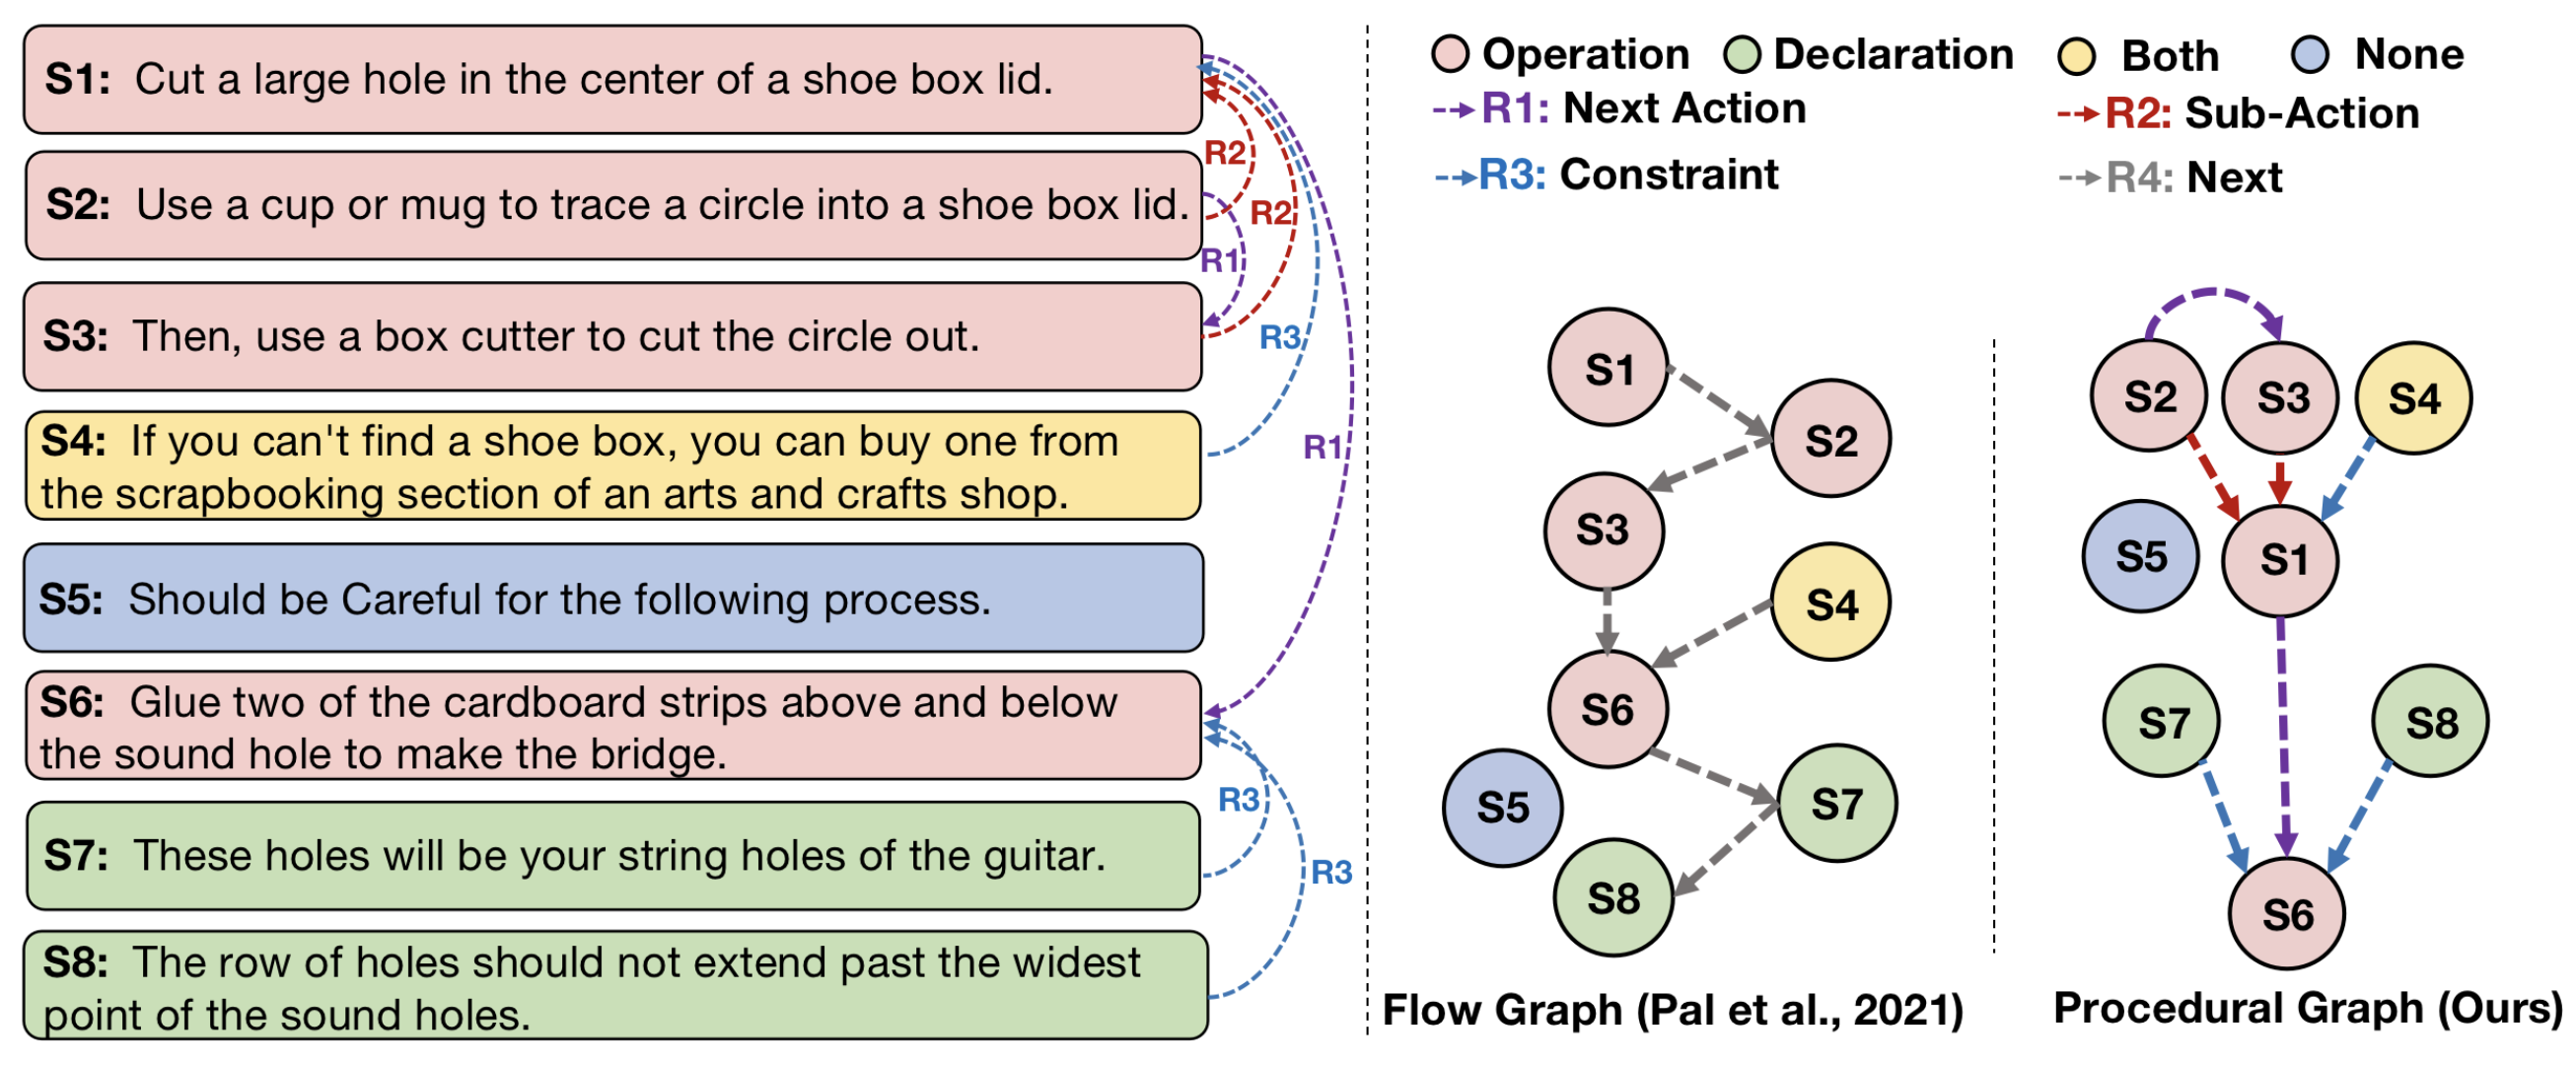 S1: Cut a large hole in the center of a shoe box lid.
S2: Use a cup or mug to trace a circle into a shoe box lid.
S3: Then, use a box cutter to cut the circle out.
S4: If you can't find a shoe box, you can buy one from
the scrapbooking section of an arts and crafts shop.
S5: Should be Careful for the following process.
S6: Glue two of the cardboard strips above and below
the sound hole to make the bridge.
S7: These holes will be your string holes of the guitar.
S8: The row of holes should not extend past the widest
point of the sound holes.
R2
R2
R1
R3
R1
R3
R3
Operation
Declaration
Both
None
R1: Next Action
R2: Sub-Action
R3: Constraint
R4: Next
S1
S2
S3
S4
S6
S5
S7
S8
Flow Graph (Pal et al., 2021)
S2
S3
S4
S5
S1
S7
S8
S6
Procedural Graph (Ours)